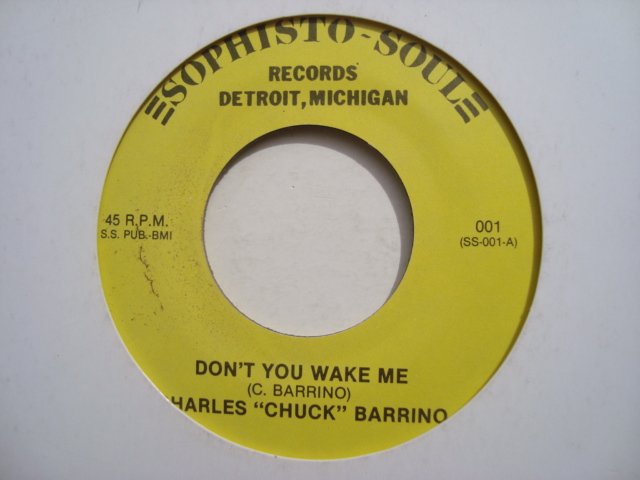 SOPHISTO-SOUL
RECORDS
DETROIT, MICHIGAN
45 R.P.M.
S.S. PUB.-BMI
001
(SS-001-A)
DON'T YOU WAKE ME
(C. BARRINO)
HARLES "CHUCK" BARRINO